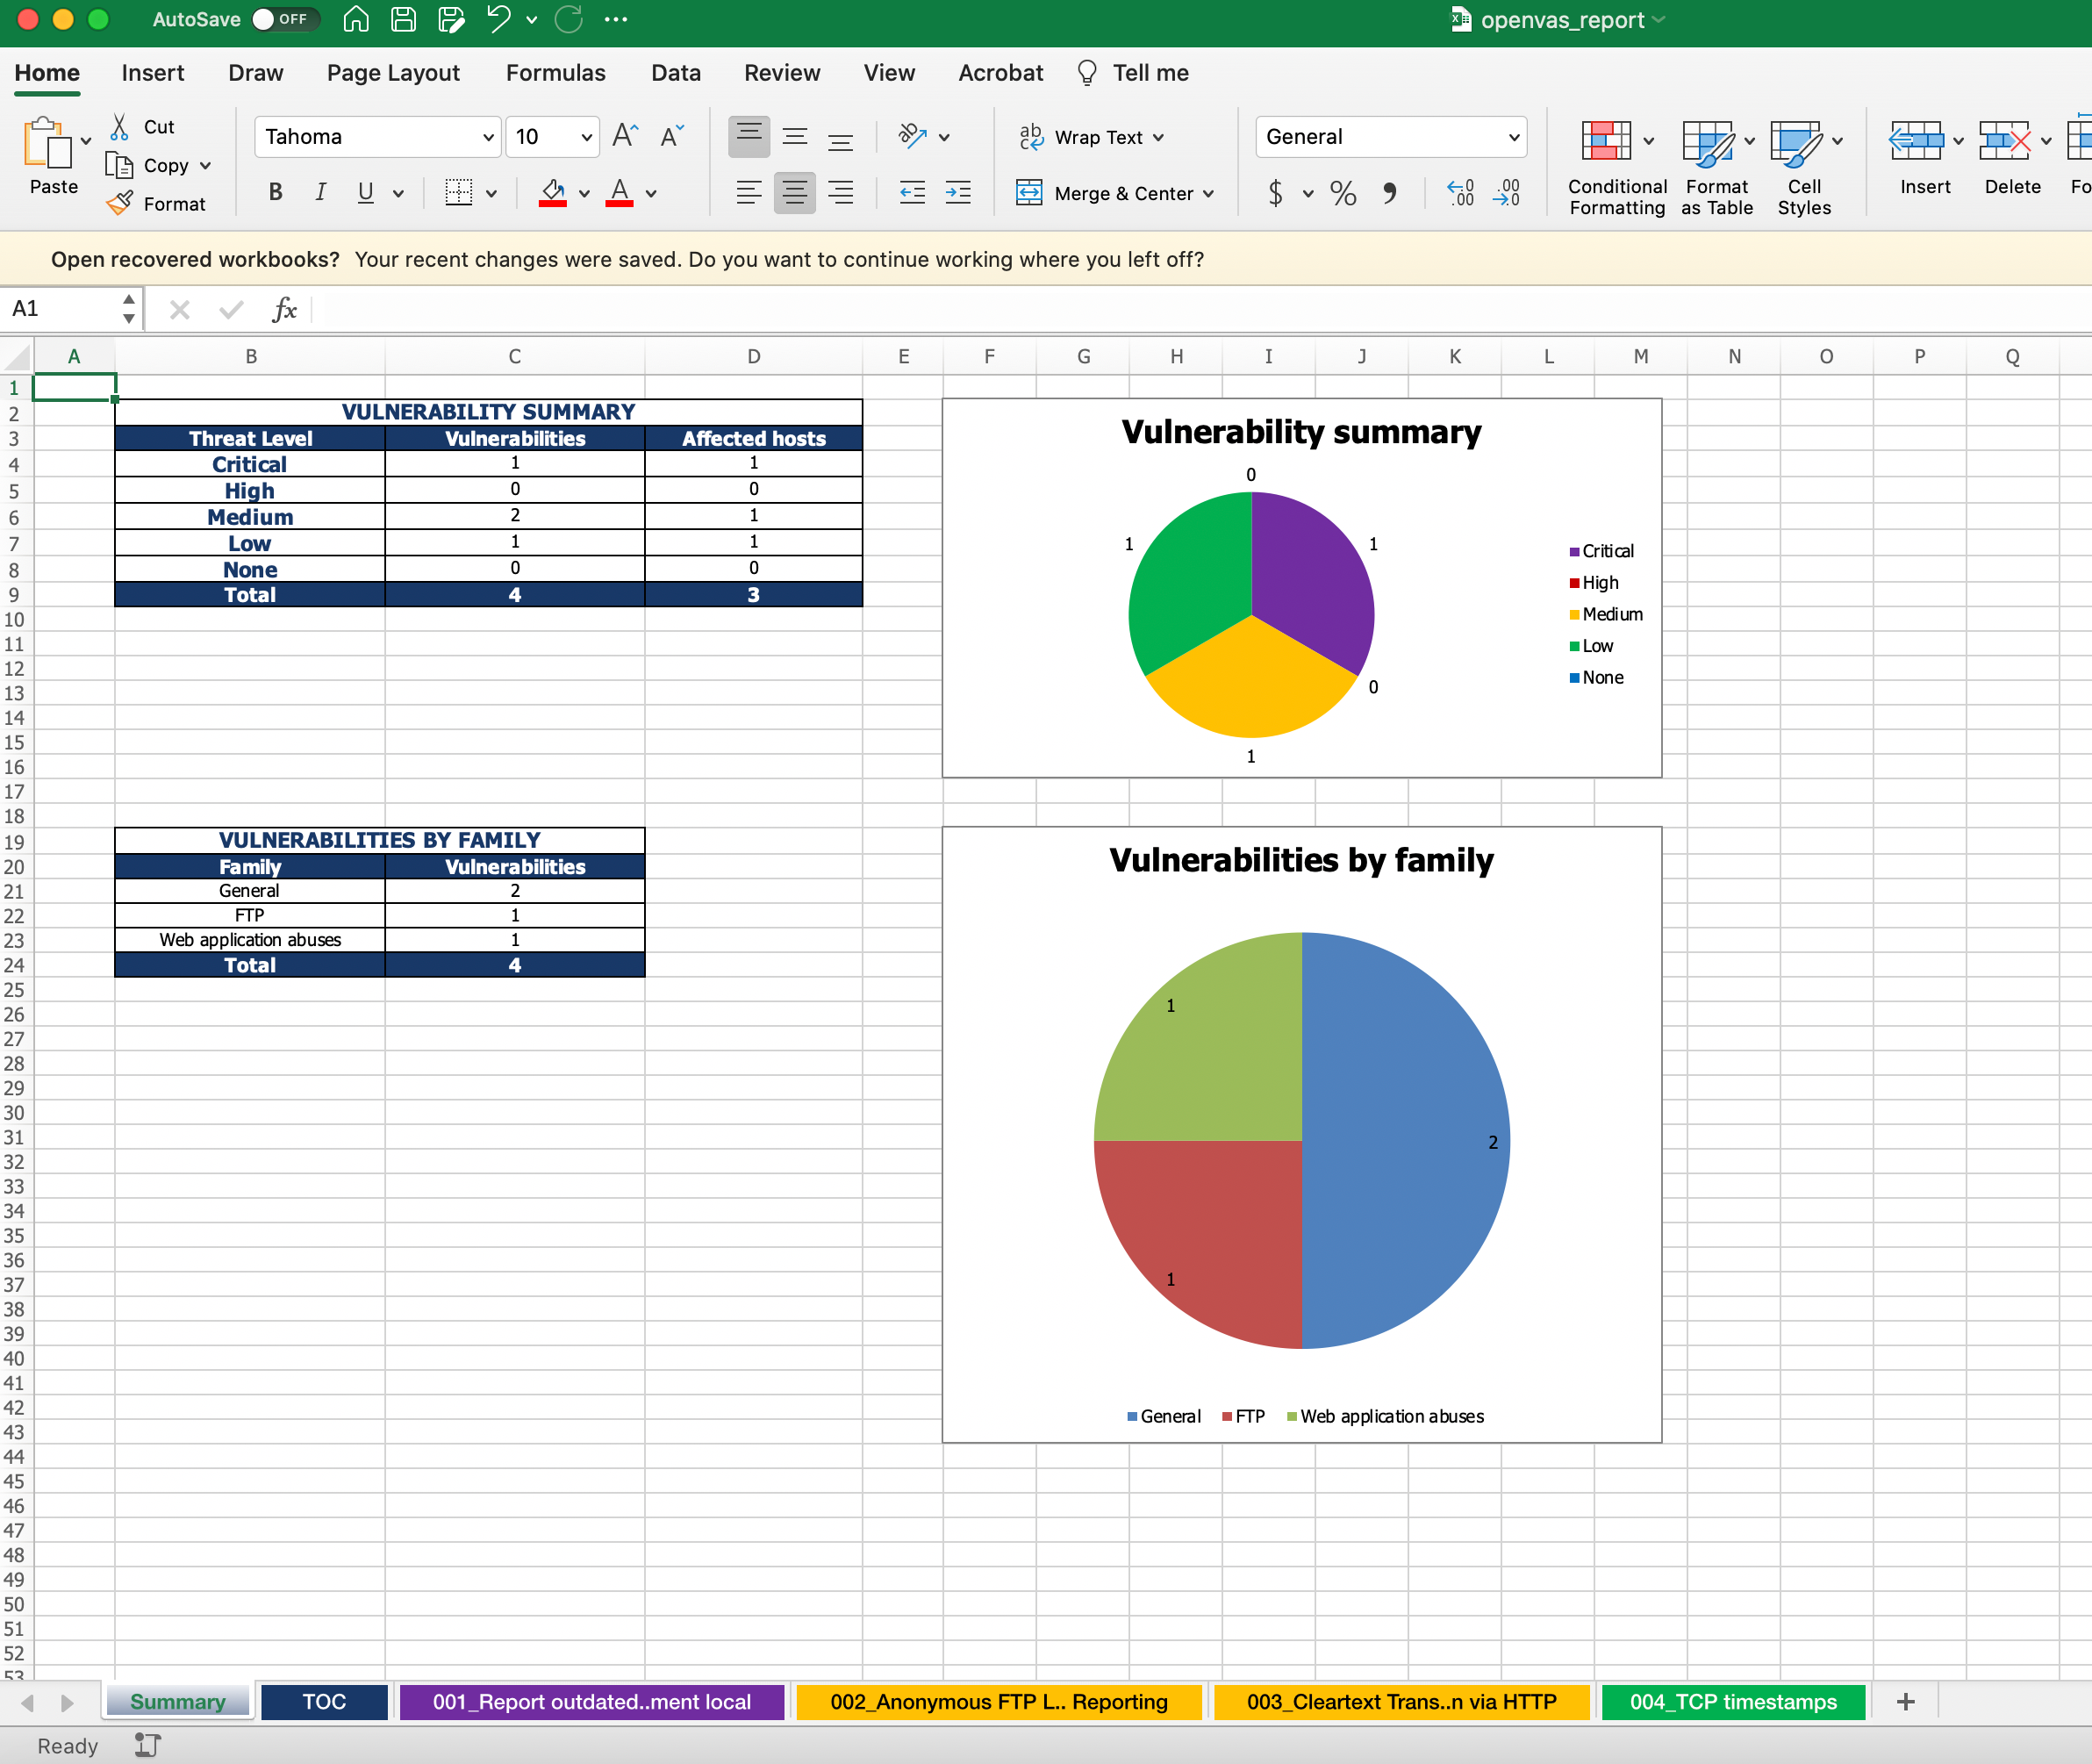 AutoSave OFF openvas_report
Home Insert Draw Page Layout Formulas Data Review View Acrobat Tell me
Paste Cut Copy Format
Tahoma 10 A A
B I U A
Wrap Text
Merge & Center
General
$ %
Conditional Formatting
Format as Table
Cell Styles
Insert Delete Fo
Open recovered workbooks? Your recent changes were saved. Do you want to continue working where you left off?
A1 fx
A B C D E F G H I J K L M N O P Q
1
2 VULNERABILITY SUMMARY
3 Threat Level Vulnerabilities Affected hosts
4 Critical 1 1
5 High 0 0
6 Medium 2 1
7 Low 1 1
8 None 0 0
9 Total 4 3
Vulnerability summary
0
1 1
0
1
Critical
High
Medium
Low
None
10
11
12
13
14
15
16
17
18
19 VULNERABILITIES BY FAMILY
20 Family Vulnerabilities
21 General 2
22 FTP 1
23 Web application abuses 1
24 Total 4
Vulnerabilities by family
1
2
1
General FTP Web application abuses
25
26
27
28
29
30
31
32
33
34
35
36
37
38
39
40
41
42
43
44
45
46
47
48
49
50
51
52
53
Summary TOC 001_Report outdated..ment local 002_Anonymous FTP L.. Reporting 003_Cleartext Trans..n via HTTP 004_TCP timestamps +
Ready